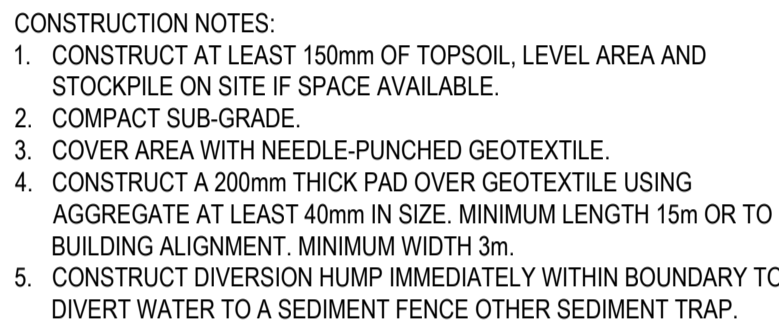 CONSTRUCTION NOTES:
1. CONSTRUCT AT LEAST 150mm OF TOPSOIL, LEVEL AREA AND
STOCKPILE ON SITE IF SPACE AVAILABLE.
2. COMPACT SUB-GRADE.
3. COVER AREA WITH NEEDLE-PUNCHED GEOTEXTILE.
4. CONSTRUCT A 200mm THICK PAD OVER GEOTEXTILE USING
AGGREGATE AT LEAST 40mm IN SIZE. MINIMUM LENGTH 15m OR TO
BUILDING ALIGNMENT. MINIMUM WIDTH 3m.
5. CONSTRUCT DIVERSION HUMP IMMEDIATELY WITHIN BOUNDARY TO
DIVERT WATER TO A SEDIMENT FENCE OTHER SEDIMENT TRAP.